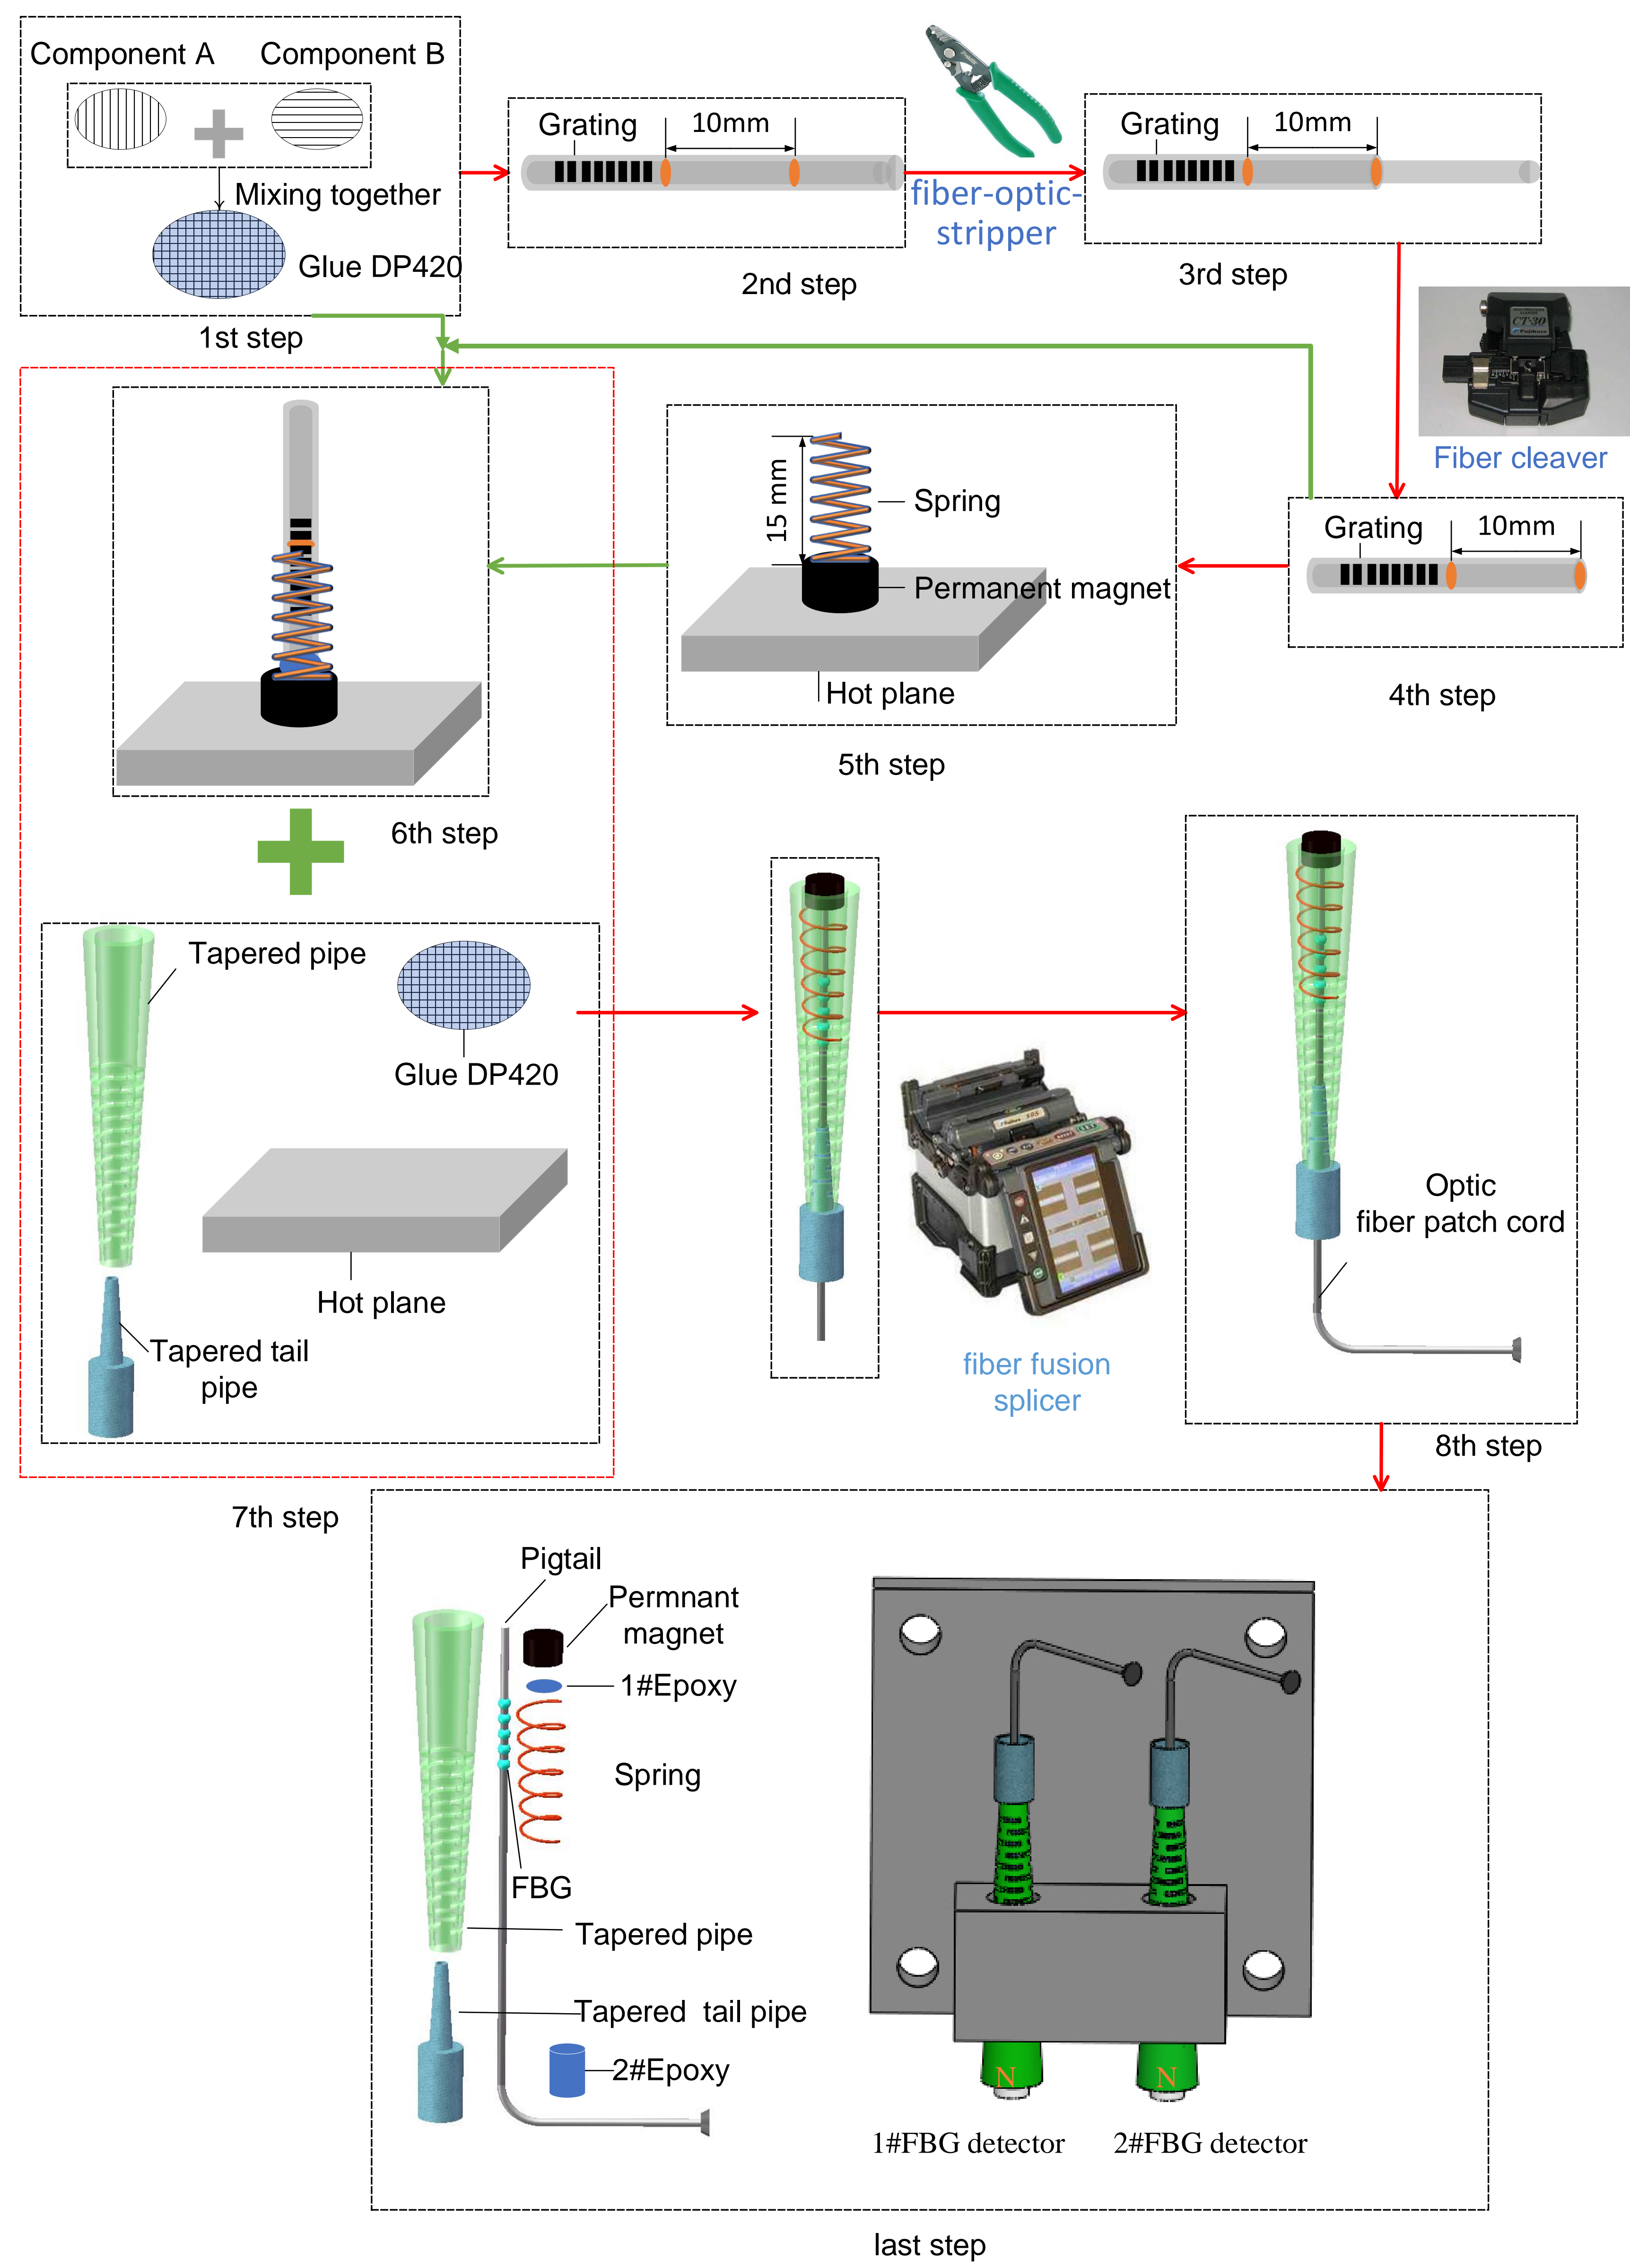 Component A
Component B
Mixing together
Glue DP420
1st step
Grating
10mm
2nd step
fiber-optic-
stripper
Grating
10mm
3rd step
CT-30
Fujikura
Fiber cleaver
Grating
10mm
4th step
15 mm
Spring
Permanent magnet
Hot plane
5th step
6th step
Tapered pipe
Glue DP420
Hot plane
Tapered tail
pipe
7th step
fiber fusion
splicer
Optic
fiber patch cord
8th step
Pigtail
Permnant
magnet
1#Epoxy
Spring
FBG
Tapered pipe
Tapered tail pipe
2#Epoxy
N
N
1#FBG detector
2#FBG detector
last step